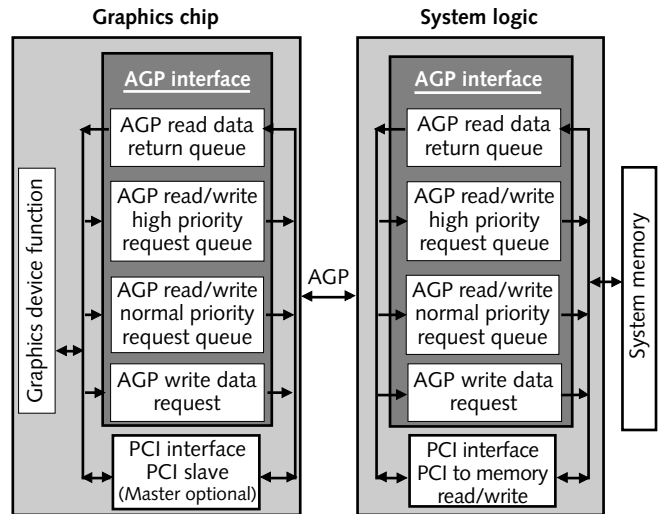 Graphics chip
AGP interface
AGP read data
return queue
AGP read/write
high priority
request queue
AGP read/write
normal priority
request queue
AGP write data
request
PCI interface
PCI slave
(Master optional)
Graphics device function
AGP
System logic
AGP interface
AGP read data
return queue
AGP read/write
high priority
request queue
AGP read/write
normal priority
request queue
AGP write data
request
PCI interface
PCI to memory
read/write
System memory